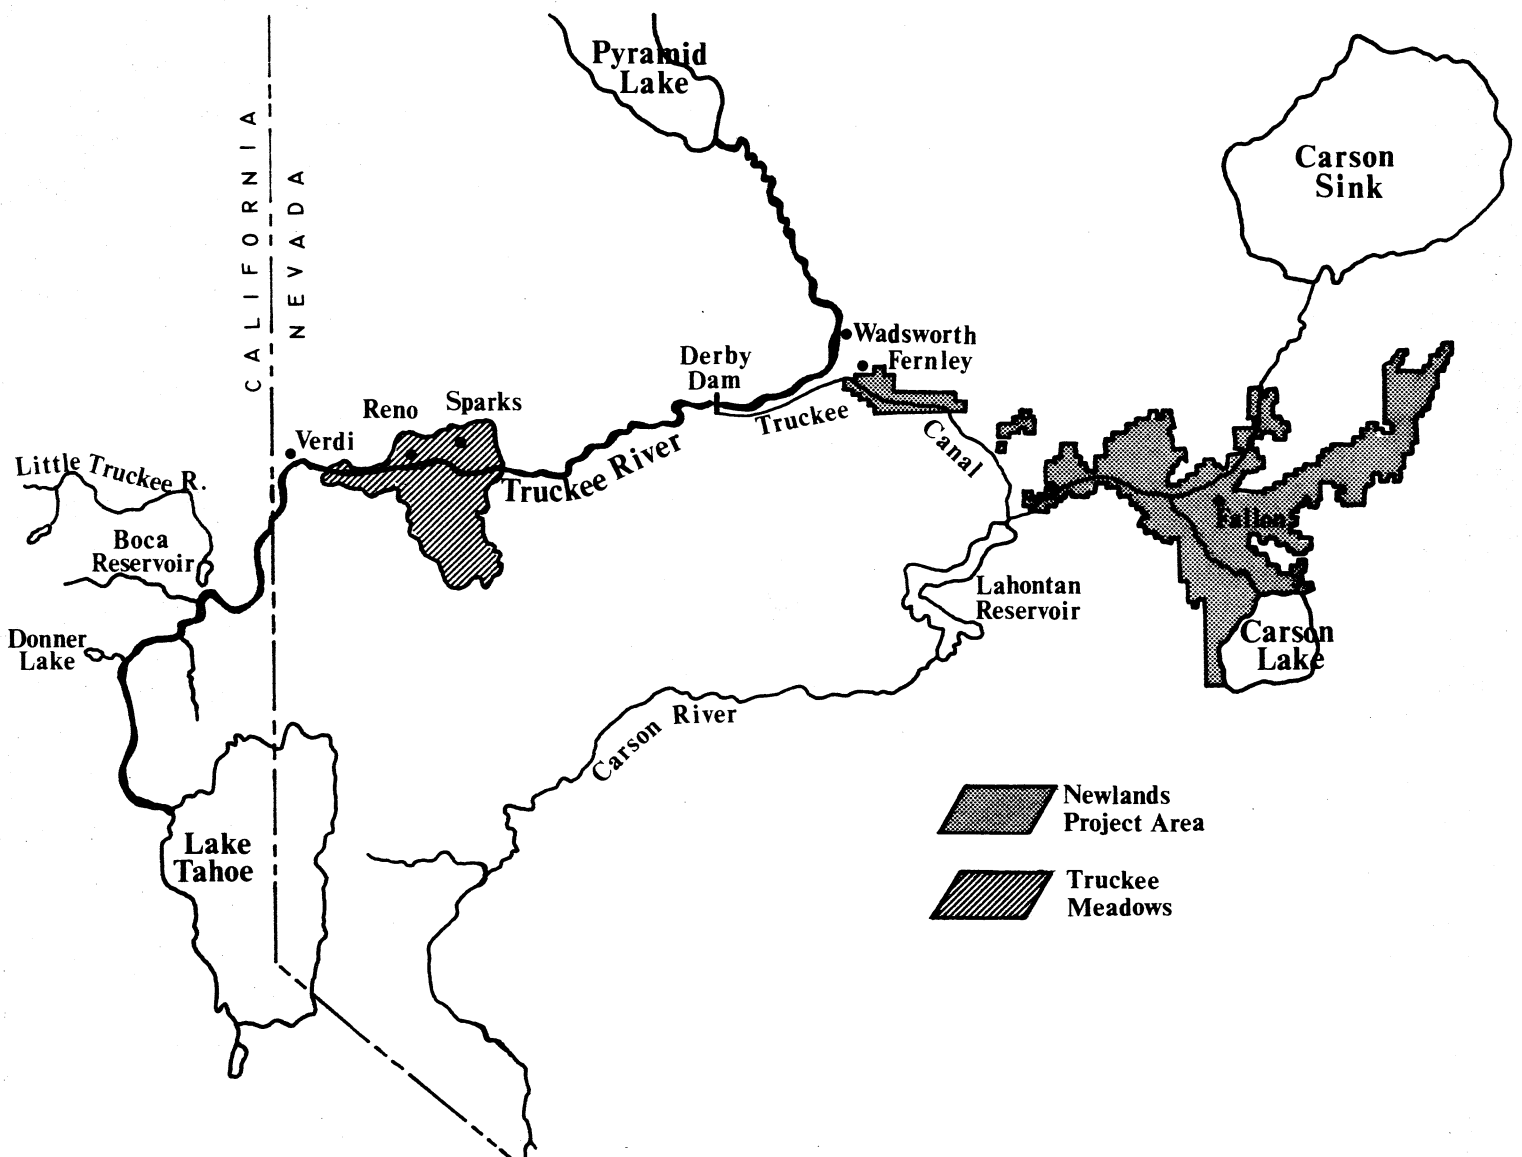 Pyramid
Lake
Carson
Sink
CALIFORNIA
NEVADA
Wadsworth
Fernley
Derby
Dam
Truckee
Canal
Reno
Sparks
Verdi
Truckee River
Little Truckee R.
Boca
Reservoir
Fallon
Donner
Lake
Lahontan
Reservoir
Carson
Lake
Carson River
Lake
Tahoe
Newlands
Project Area
Truckee
Meadows